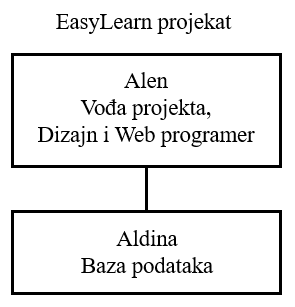 EasyLearn projekat
Alen
Vođa projekta,
Dizajn i Web programer
Aldina
Baza podataka